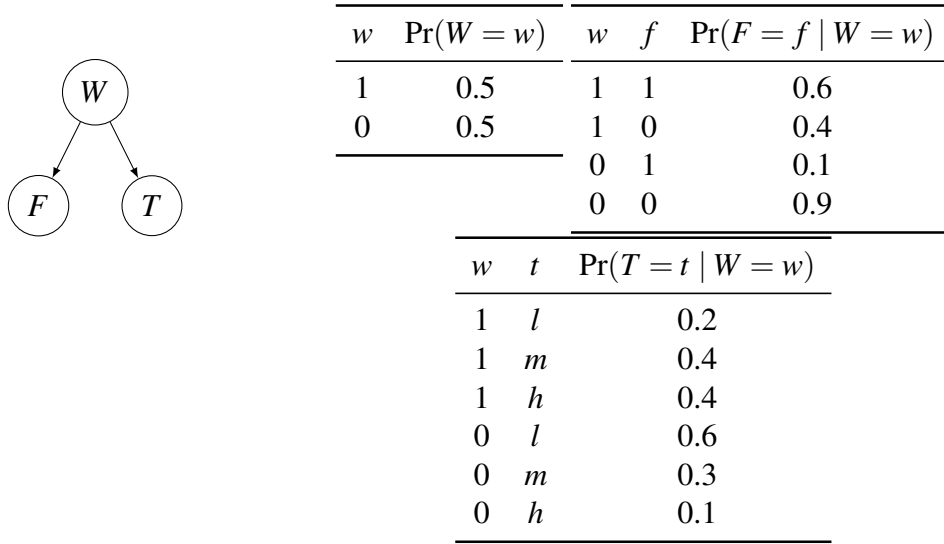 W
F
T
w Pr(W = w)
1 0.5
0 0.5
w f Pr(F = f | W = w)
1 1 0.6
1 0 0.4
0 1 0.1
0 0 0.9
w t Pr(T = t | W = w)
1 l 0.2
1 m 0.4
1 h 0.4
0 l 0.6
0 m 0.3
0 h 0.1